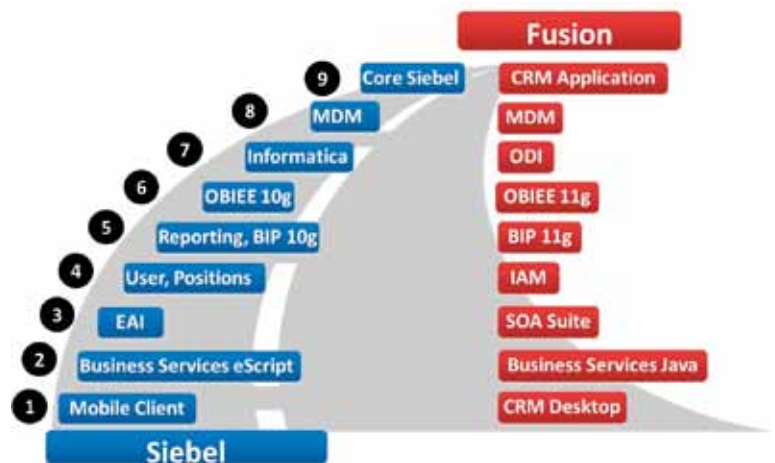 Fusion
9 Core Siebel CRM Application
8 MDM MDM
7 Informatica ODI
6 OBIEE 10g OBIEE 11g
5 Reporting, BIP 10g BIP 11g
4 User, Positions IAM
3 EAI SOA Suite
2 Business Services eScript Business Services Java
1 Mobile Client CRM Desktop
Siebel